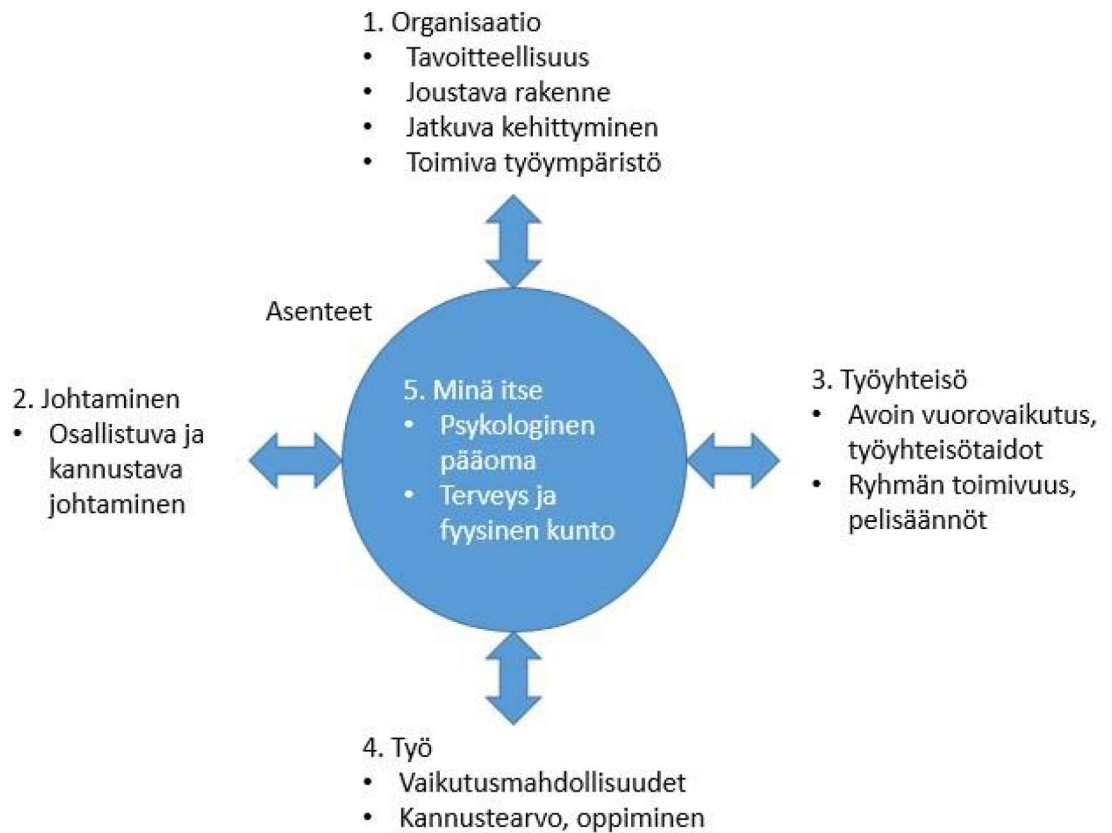 1. Organisaatio
• Tavoitteellisuus
• Joustava rakenne
• Jatkuva kehittyminen
• Toimiva työympäristö
Asenteet
2. Johtaminen
• Osallistuva ja
kannustava
johtaminen
5. Minä itse
• Psykologinen
pääoma
• Terveys ja
fyysinen kunto
3. Työyhteisö
• Avoin vuorovaikutus,
työyhteisötaidot
• Ryhmän toimivuus,
pelisäännöt
4. Työ
• Vaikutusmahdollisuudet
• Kannustearvo, oppiminen